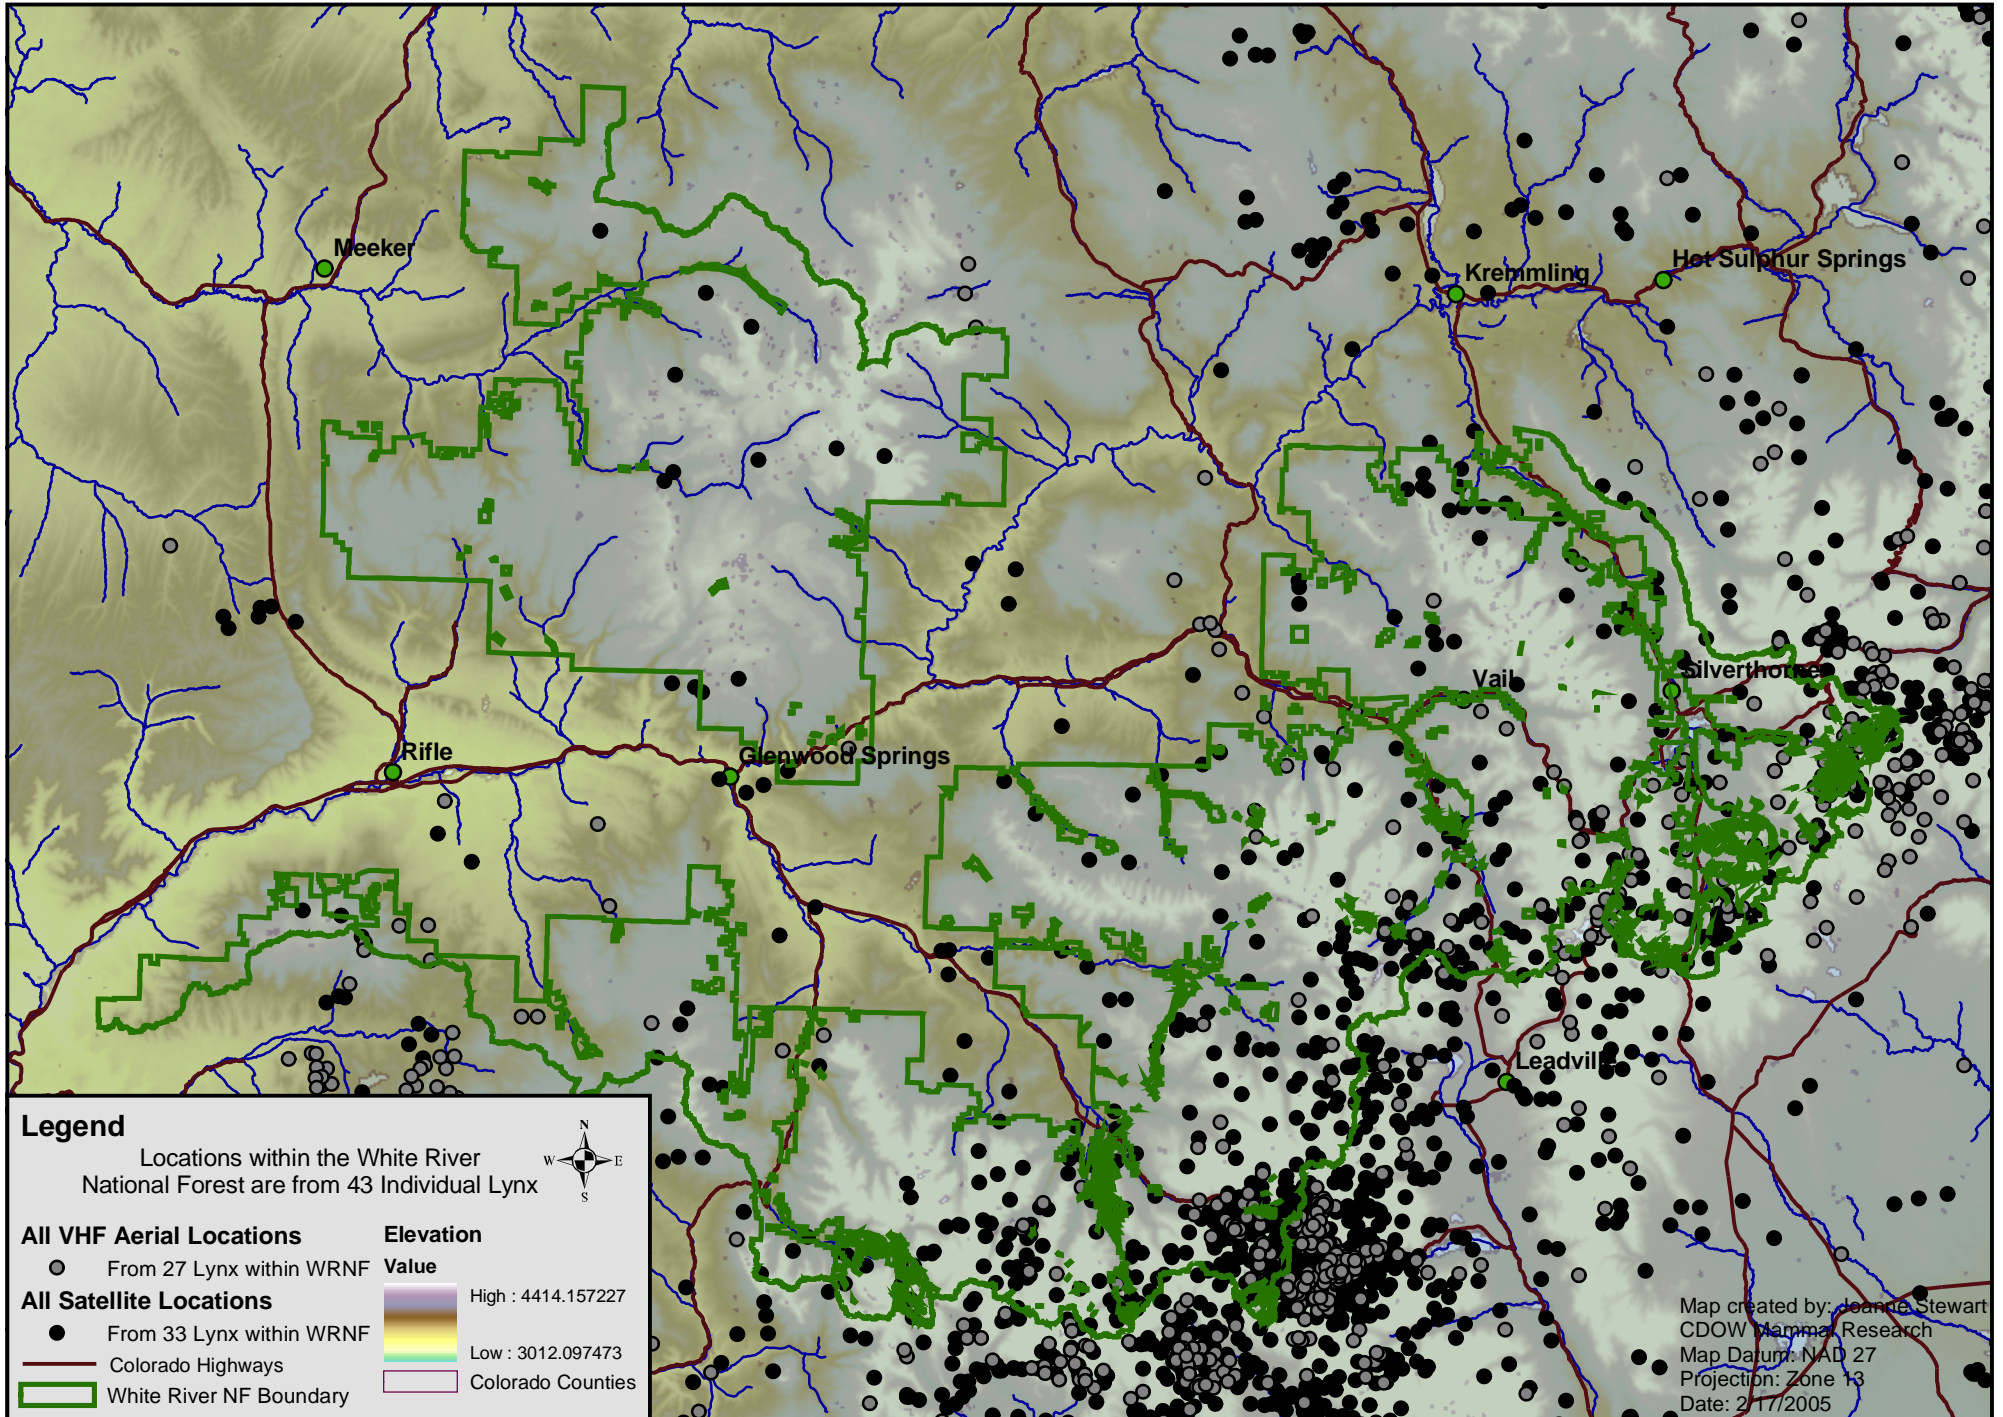 Meeker
Kremmling
Hot Sulphur Springs
Vail
Silverthorne
Rifle
Glenwood Springs
Leadville
Legend
Locations within the White River
National Forest are from 43 Individual Lynx
N
W
E
S
All VHF Aerial Locations
From 27 Lynx within WRNF
All Satellite Locations
From 33 Lynx within WRNF
Colorado Highways
White River NF Boundary
Elevation
Value
High : 4414.157227
Low : 3012.097473
Colorado Counties
Map created by: Joanne Stewart
CDOW Mammal Research
Map Datum: NAD 27
Projection: Zone 13
Date: 2/17/2005